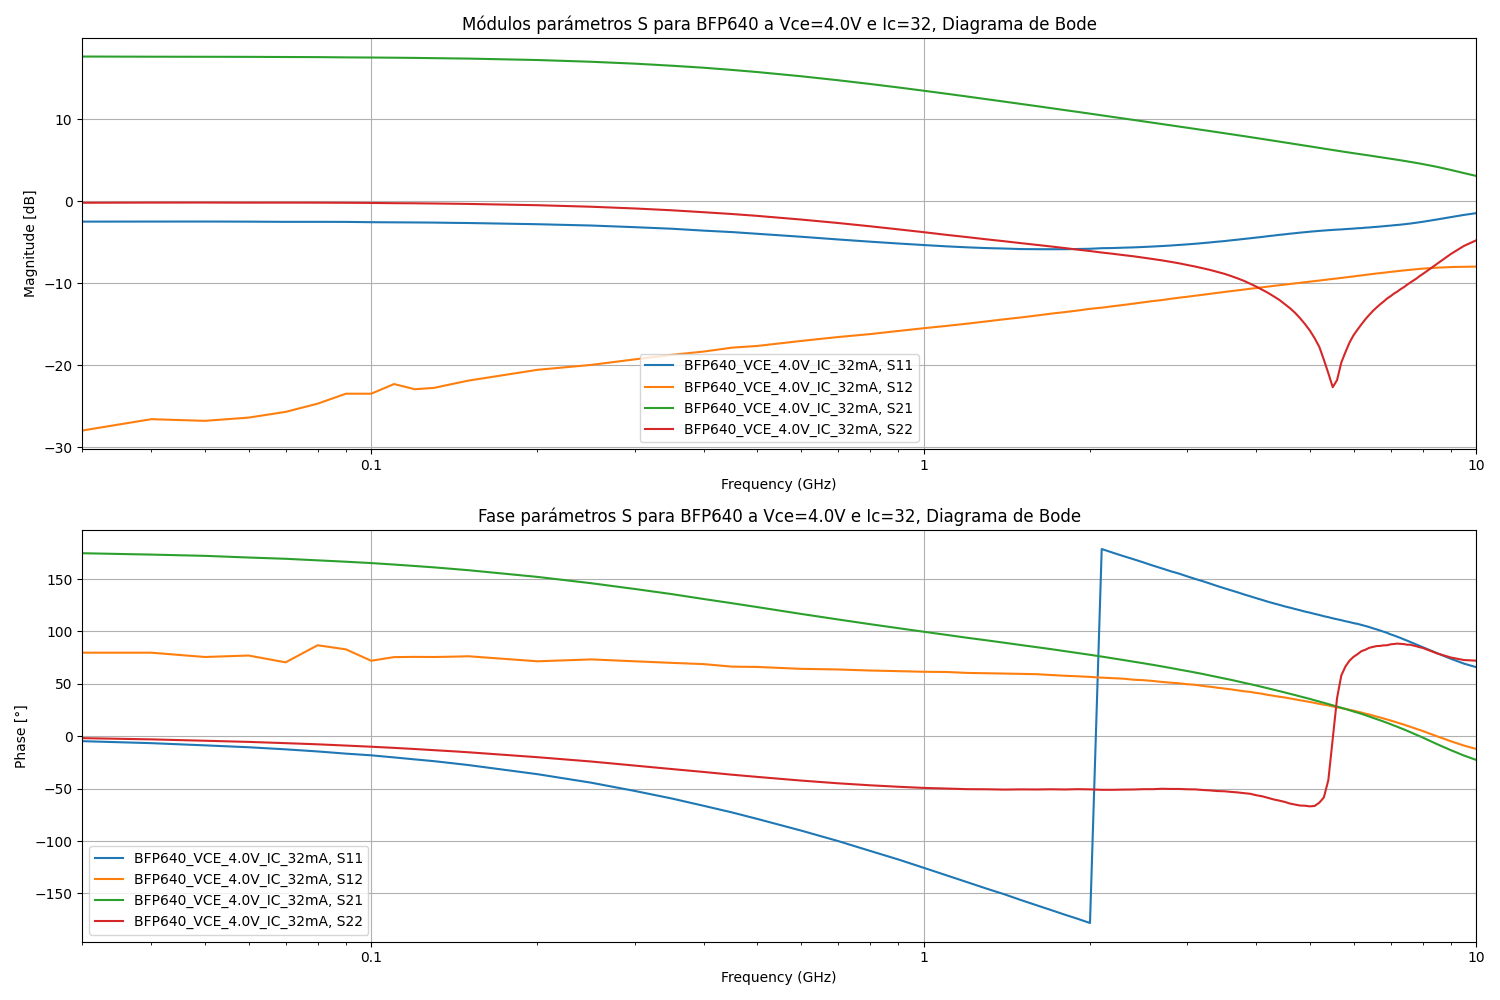 Módulos parámetros S para BFP640 a Vce=4.0V e Ic=32, Diagrama de Bode
Magnitude [dB]
10
0
−10
−20
−30
BFP640_VCE_4.0V_IC_32mA, S11
BFP640_VCE_4.0V_IC_32mA, S12
BFP640_VCE_4.0V_IC_32mA, S21
BFP640_VCE_4.0V_IC_32mA, S22
0.1
1
10
Frequency (GHz)
Fase parámetros S para BFP640 a Vce=4.0V e Ic=32, Diagrama de Bode
Phase [°]
150
100
50
0
−50
−100
−150
BFP640_VCE_4.0V_IC_32mA, S11
BFP640_VCE_4.0V_IC_32mA, S12
BFP640_VCE_4.0V_IC_32mA, S21
BFP640_VCE_4.0V_IC_32mA, S22
0.1
1
10
Frequency (GHz)